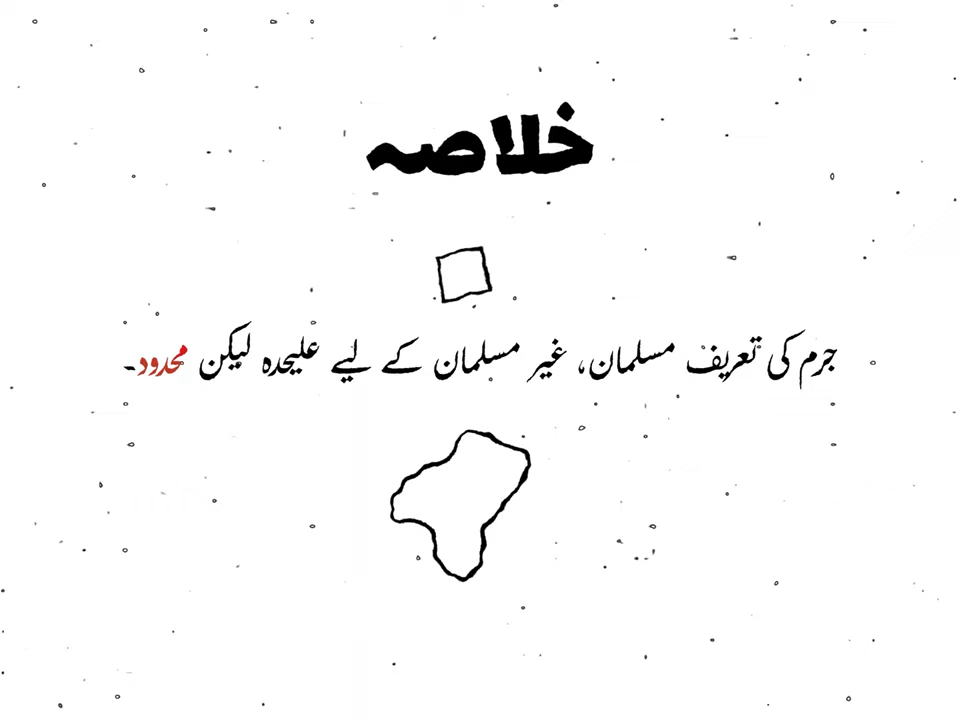 خلاصہ
جرم کی تعریف مسلمان، غیر مسلمان کے لیے علیحدہ لیکن محدود۔